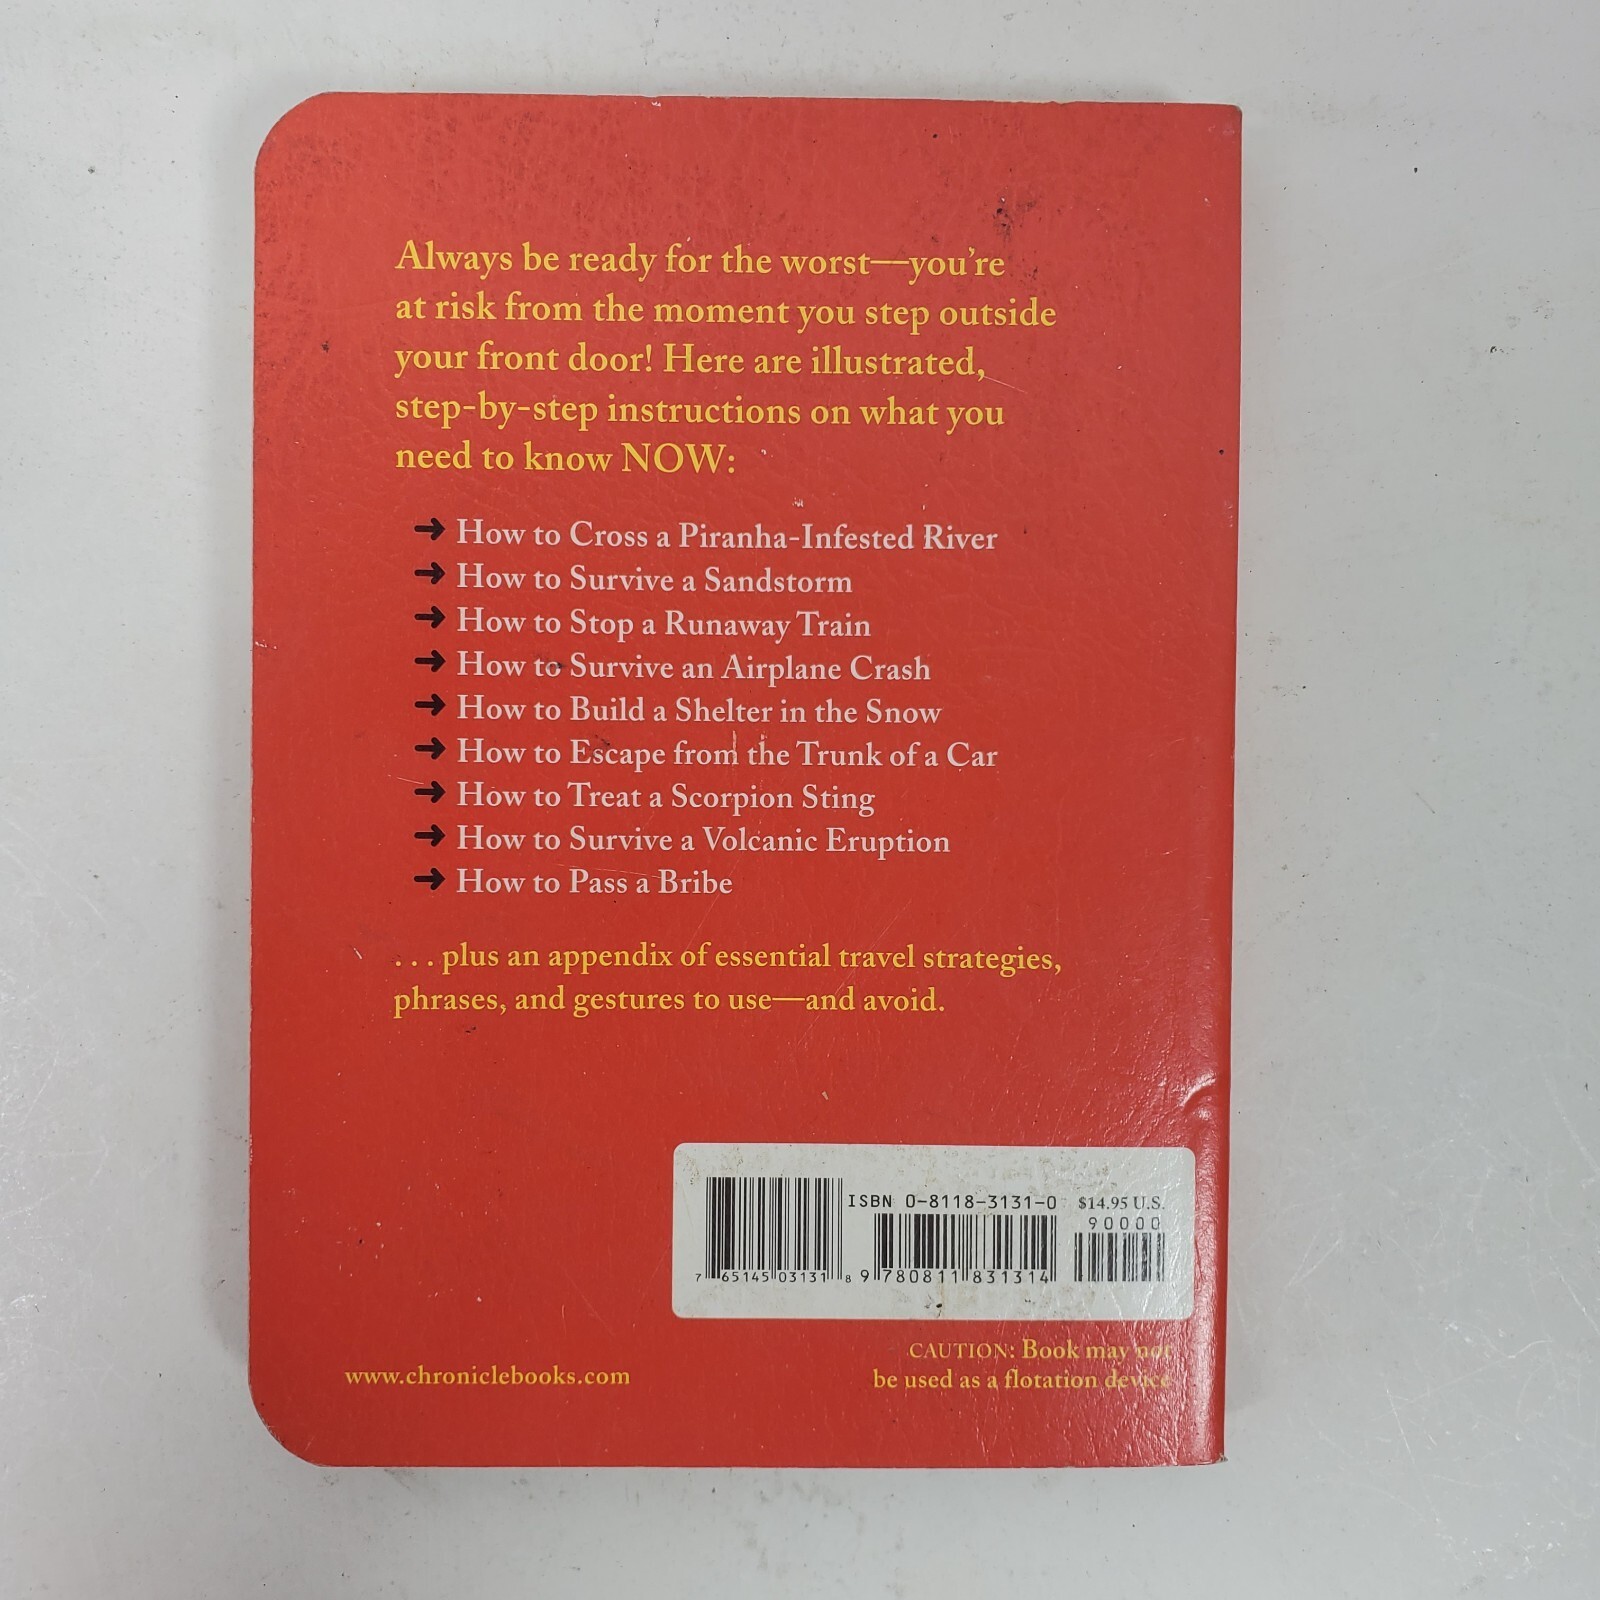 Always be ready for the worst—you're
at risk from the moment you step outside
your front door! Here are illustrated,
step-by-step instructions on what you
need to know NOW:
➔ How to Cross a Piranha-Infested River
➔ How to Survive a Sandstorm
➔ How to Stop a Runaway Train
➔ How to Survive an Airplane Crash
➔ How to Build a Shelter in the Snow
➔ How to Escape from the Trunk of a Car
➔ How to Treat a Scorpion Sting
➔ How to Survive a Volcanic Eruption
➔ How to Pass a Bribe
. . . plus an appendix of essential travel strategies,
phrases, and gestures to use—and avoid.
ISBN 0-8118-3131-0 $14.95 U.S.
90000
7 65145 03131 8 9 780811 831314
CAUTION: Book may not
be used as a flotation device
www.chroniclebooks.com